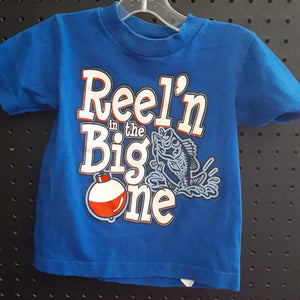 Reel'n
in the
Big
One